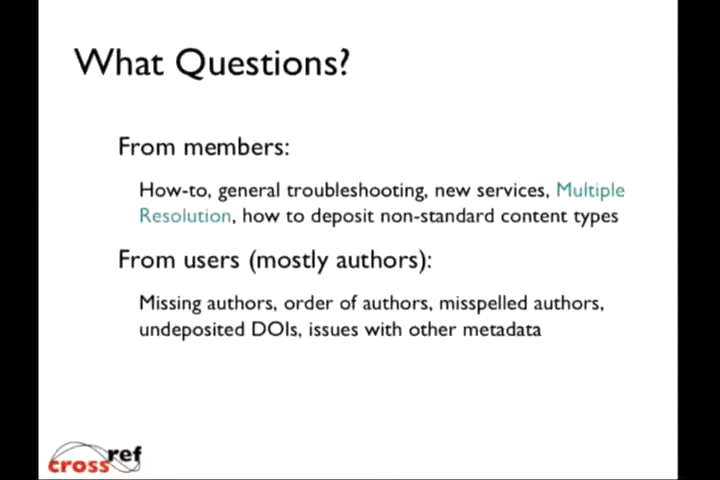 What Questions?
From members:
How-to, general troubleshooting, new services, Multiple
Resolution, how to deposit non-standard content types
From users (mostly authors):
Missing authors, order of authors, misspelled authors,
undeposited DOIs, issues with other metadata
crossref